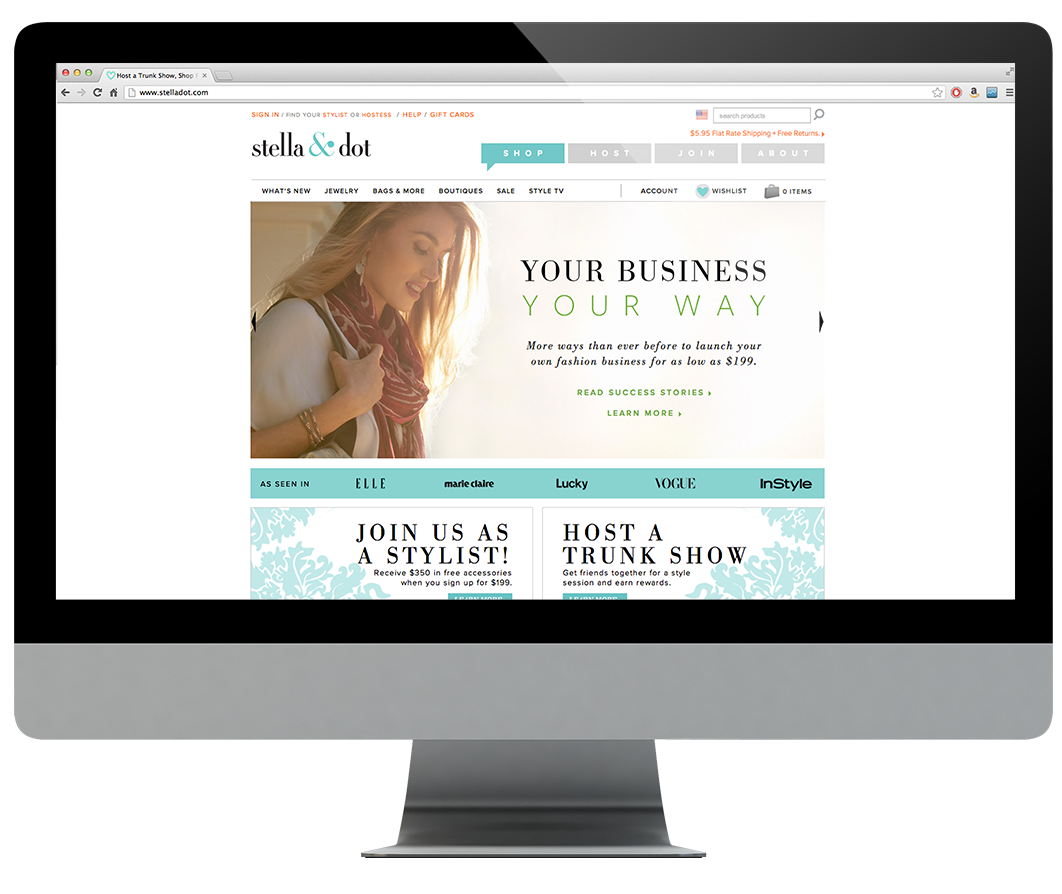 Host a Trunk Show, Shop
www.stelladot.com
SIGN IN / FIND YOUR STYLIST OR HOSTESS / HELP / GIFT CARDS
search products
$5.95 Flat Rate Shipping + Free Returns.
stella & dot
SHOP HOST JOIN ABOUT
WHAT'S NEW JEWELRY BAGS & MORE BOUTIQUES SALE STYLE TV ACCOUNT WISHLIST 0 ITEMS
YOUR BUSINESS
YOUR WAY
More ways than ever before to launch your
own fashion business for as low as $199.
READ SUCCESS STORIES
LEARN MORE
AS SEEN IN ELLE marie claire Lucky VOGUE InStyle
JOIN US AS
A STYLIST!
Receive $350 in free accessories
when you sign up for $199.
LEARN MORE
HOST A
TRUNK SHOW
Get friends together for a style
session and earn rewards.
LEARN MORE